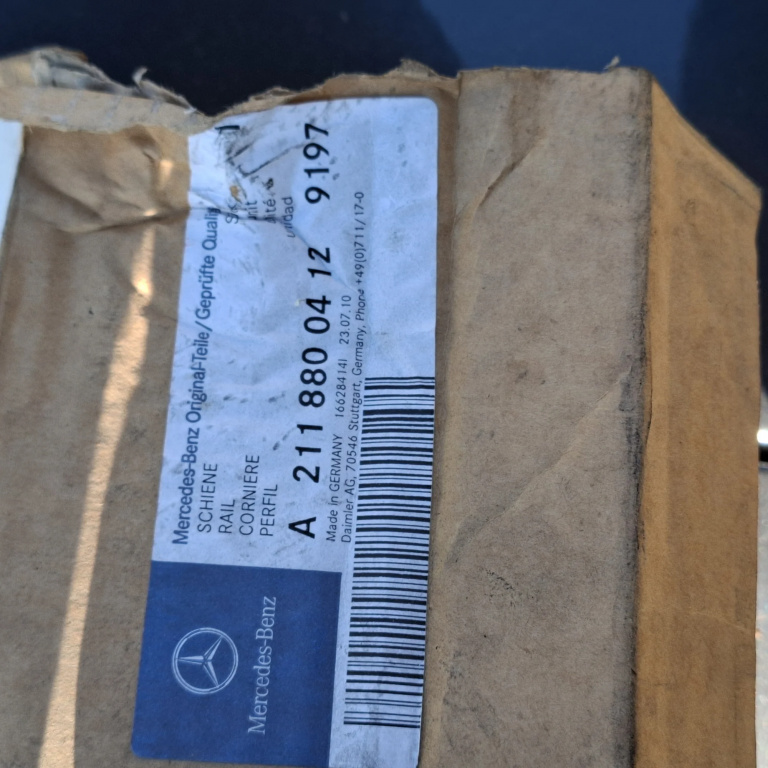 Mercedes-Benz Original-Teile/Geprüfte
SCHIENE
RAIL
CORNIERE
PERFIL
A 211 880 04 12 9197
Made in GERMANY 16628414I 23.07.10
Daimler AG, 70546 Stuttgart, Germany, Phone +49(0)711/17-0
Mercedes-Benz